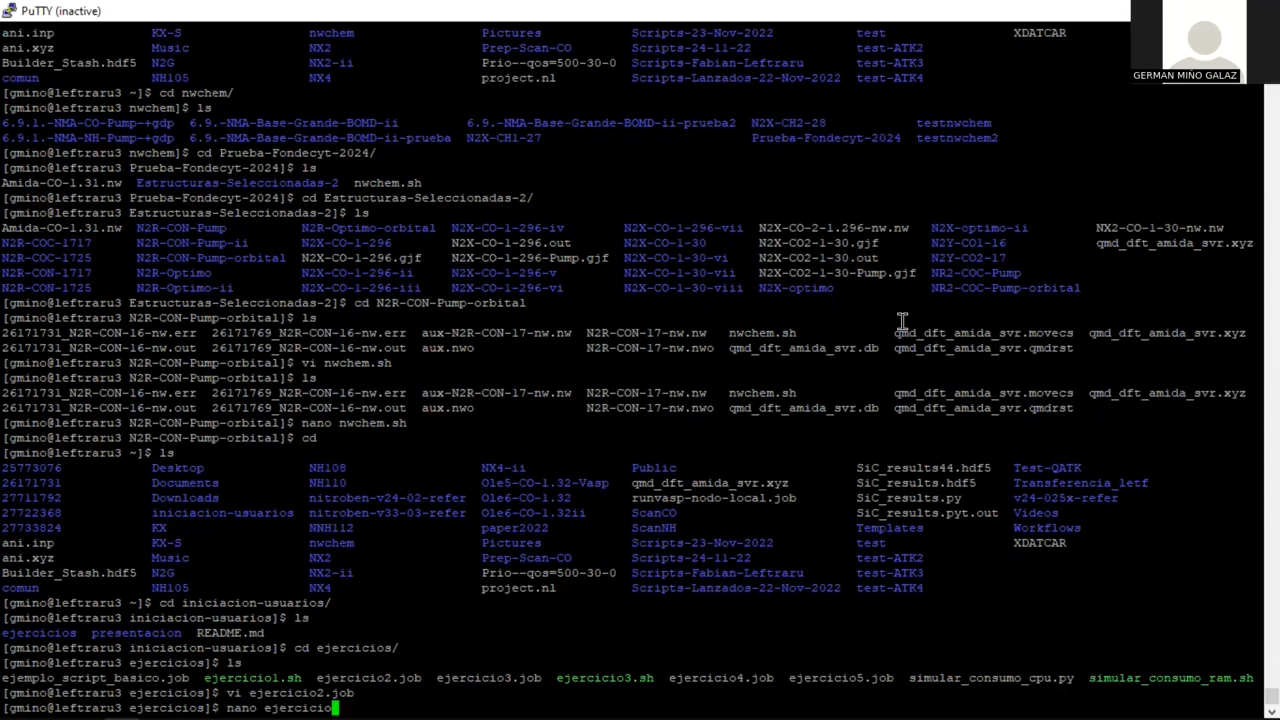 PuTTY (inactive)
ani.inp KX-S nwchem Pictures Scripts-23-Nov-2022 test XDATCAR
ani.xyz Music NX2 Prep-Scan-CO Scripts-24-11-22 test-ATK2
Builder_Stash.hdf5 N2G NX2-ii Prio--qos=500-30-0 Scripts-Fabian-Leftraru test-ATK3
comun NH105 NX4 project.nl Scripts-Lanzados-22-Nov-2022 test-ATK4
GERMAN MIÑO GALAZ
[gmino@leftraru3 ~]$ cd nwchem/
[gmino@leftraru3 nwchem]$ ls
6.9.1.-NMA-CO-Pump-+gdp 6.9.-NMA-Base-Grande-BOMD-ii 6.9.-NMA-Base-Grande-BOMD-ii-prueba2 N2X-CH2-28 testnwchem
6.9.1.-NMA-NH-Pump-+gdp 6.9.-NMA-Base-Grande-BOMD-ii-prueba N2X-CH1-27 Prueba-Fondecyt-2024 testnwchem2
[gmino@leftraru3 nwchem]$ cd Prueba-Fondecyt-2024/
[gmino@leftraru3 Prueba-Fondecyt-2024]$ ls
Amida-CO-1.31.nw Estructuras-Seleccionadas-2 nwchem.sh
[gmino@leftraru3 Prueba-Fondecyt-2024]$ cd Estructuras-Seleccionadas-2/
[gmino@leftraru3 Estructuras-Seleccionadas-2]$ ls
Amida-CO-1.31.nw N2R-CON-Pump N2R-Optimo-orbital N2X-CO-1-296-iv N2X-CO-1-296-vii N2X-CO-2-1.296-nw.nw N2X-optimo-ii NX2-CO-1-30-nw.nw
N2R-COC-1717 N2R-CON-Pump-ii N2X-CO-1-296 N2X-CO-1-296.out N2X-CO-1-30 N2X-CO2-1-30.gjf N2Y-CO1-16 qmd_dft_amida_svr.xyz
N2R-COC-1725 N2R-CON-Pump-orbital N2X-CO-1-296.gjf N2X-CO-1-296-Pump.gjf N2X-CO-1-30-vi N2X-CO2-1-30.out N2Y-CO2-17
N2R-CON-1717 N2R-Optimo N2X-CO-1-296-ii N2X-CO-1-296-v N2X-CO-1-30-vii N2X-CO2-1-30-Pump.gjf NR2-COC-Pump
N2R-CON-1725 N2R-Optimo-ii N2X-CO-1-296-iii N2X-CO-1-296-vi N2X-CO-1-30-viii N2X-optimo NR2-COC-Pump-orbital
[gmino@leftraru3 Estructuras-Seleccionadas-2]$ cd N2R-CON-Pump-orbital
[gmino@leftraru3 N2R-CON-Pump-orbital]$ ls
26171731_N2R-CON-16-nw.err 26171769_N2R-CON-16-nw.err aux-N2R-CON-17-nw.nw N2R-CON-17-nw.nw nwchem.sh qmd_dft_amida_svr.movecs qmd_dft_amida_svr.xyz
26171731_N2R-CON-16-nw.out 26171769_N2R-CON-16-nw.out aux.nwo N2R-CON-17-nw.nwo qmd_dft_amida_svr.db qmd_dft_amida_svr.qmdrst
[gmino@leftraru3 N2R-CON-Pump-orbital]$ vi nwchem.sh
[gmino@leftraru3 N2R-CON-Pump-orbital]$ ls
26171731_N2R-CON-16-nw.err 26171769_N2R-CON-16-nw.err aux-N2R-CON-17-nw.nw N2R-CON-17-nw.nw nwchem.sh qmd_dft_amida_svr.movecs qmd_dft_amida_svr.xyz
26171731_N2R-CON-16-nw.out 26171769_N2R-CON-16-nw.out aux.nwo N2R-CON-17-nw.nwo qmd_dft_amida_svr.db qmd_dft_amida_svr.qmdrst
[gmino@leftraru3 N2R-CON-Pump-orbital]$ nano nwchem.sh
[gmino@leftraru3 N2R-CON-Pump-orbital]$ cd
[gmino@leftraru3 ~]$ ls
25773076 Desktop NH108 NX4-ii Public SiC_results44.hdf5 Test-QATK
26171731 Documents NH110 Ole5-CO-1.32-Vasp qmd_dft_amida_svr.xyz SiC_results.hdf5 Transferencia_letf
27711792 Downloads nitroben-v24-02-refer Ole6-CO-1.32 runvasp-nodo-local.job SiC_results.py v24-025x-refer
27722368 iniciacion-usuarios nitroben-v33-03-refer Ole6-CO-1.32ii ScanCO SiC_results.pyt.out Videos
27733824 KX NNH112 paper2022 ScanNH Templates Workflows
ani.inp KX-S nwchem Pictures Scripts-23-Nov-2022 test XDATCAR
ani.xyz Music NX2 Prep-Scan-CO Scripts-24-11-22 test-ATK2
Builder_Stash.hdf5 N2G NX2-ii Prio--qos=500-30-0 Scripts-Fabian-Leftraru test-ATK3
comun NH105 NX4 project.nl Scripts-Lanzados-22-Nov-2022 test-ATK4
[gmino@leftraru3 ~]$ cd iniciacion-usuarios/
[gmino@leftraru3 iniciacion-usuarios]$ ls
ejercicios presentacion README.md
[gmino@leftraru3 iniciacion-usuarios]$ cd ejercicios/
[gmino@leftraru3 ejercicios]$ ls
ejemplo_script_basico.job ejercicio1.sh ejercicio2.job ejercicio3.job ejercicio3.sh ejercicio4.job ejercicio5.job simular_consumo_cpu.py simular_consumo_ram.sh
[gmino@leftraru3 ejercicios]$ vi ejercicio2.job
[gmino@leftraru3 ejercicios]$ nano ejercicio